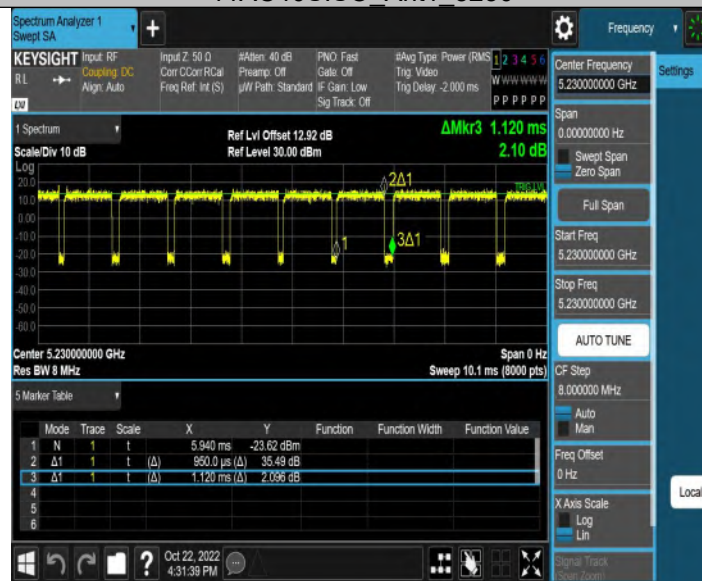 Spectrum Analyzer 1
Swept SA
+
Frequency
KEYSIGHT
RL
Input: RF
Coupling: DC
Align: Auto
Input Z: 50 Ω
Corr CCorr RCal
Freq Ref: Int (S)
#Atten: 40 dB
Preamp: Off
µW Path: Standard
PNO: Fast
Gate: Off
IF Gain: Low
Sig Track: Off
#Avg Type: Power (RMS
Trig: Video
Trig Delay: -2.000 ms
1 2 3 4 5 6
W W W W W W
P P P P P P
1 Spectrum
Scale/Div 10 dB
Ref Lvl Offset 12.92 dB
Ref Level 30.00 dBm
ΔMkr3 1.120 ms
2.10 dB
Log
20.0
10.0
0.00
-10.0
-20.0
-30.0
-40.0
-50.0
-60.0
2Δ1
TRIG LVL
1
3Δ1
Center 5.230000000 GHz
Res BW 8 MHz
Span 0 Hz
Sweep 10.1 ms (8000 pts)
5 Marker Table
Mode Trace Scale X Y Function Function Width Function Value
1 N 1 t 5.940 ms -23.62 dBm
2 Δ1 1 t (Δ) 950.0 µs (Δ) 35.49 dB
3 Δ1 1 t (Δ) 1.120 ms (Δ) 2.096 dB
4
5
6
Oct 22, 2022
4:31:39 PM
Center Frequency
5.230000000 GHz
Span
0.00000000 Hz
Swept Span
Zero Span
Full Span
Start Freq
5.230000000 GHz
Stop Freq
5.230000000 GHz
AUTO TUNE
CF Step
8.000000 MHz
Auto
Man
Freq Offset
0 Hz
X Axis Scale
Log
Lin
Signal Track
(Span Zoom)
Settings
Local